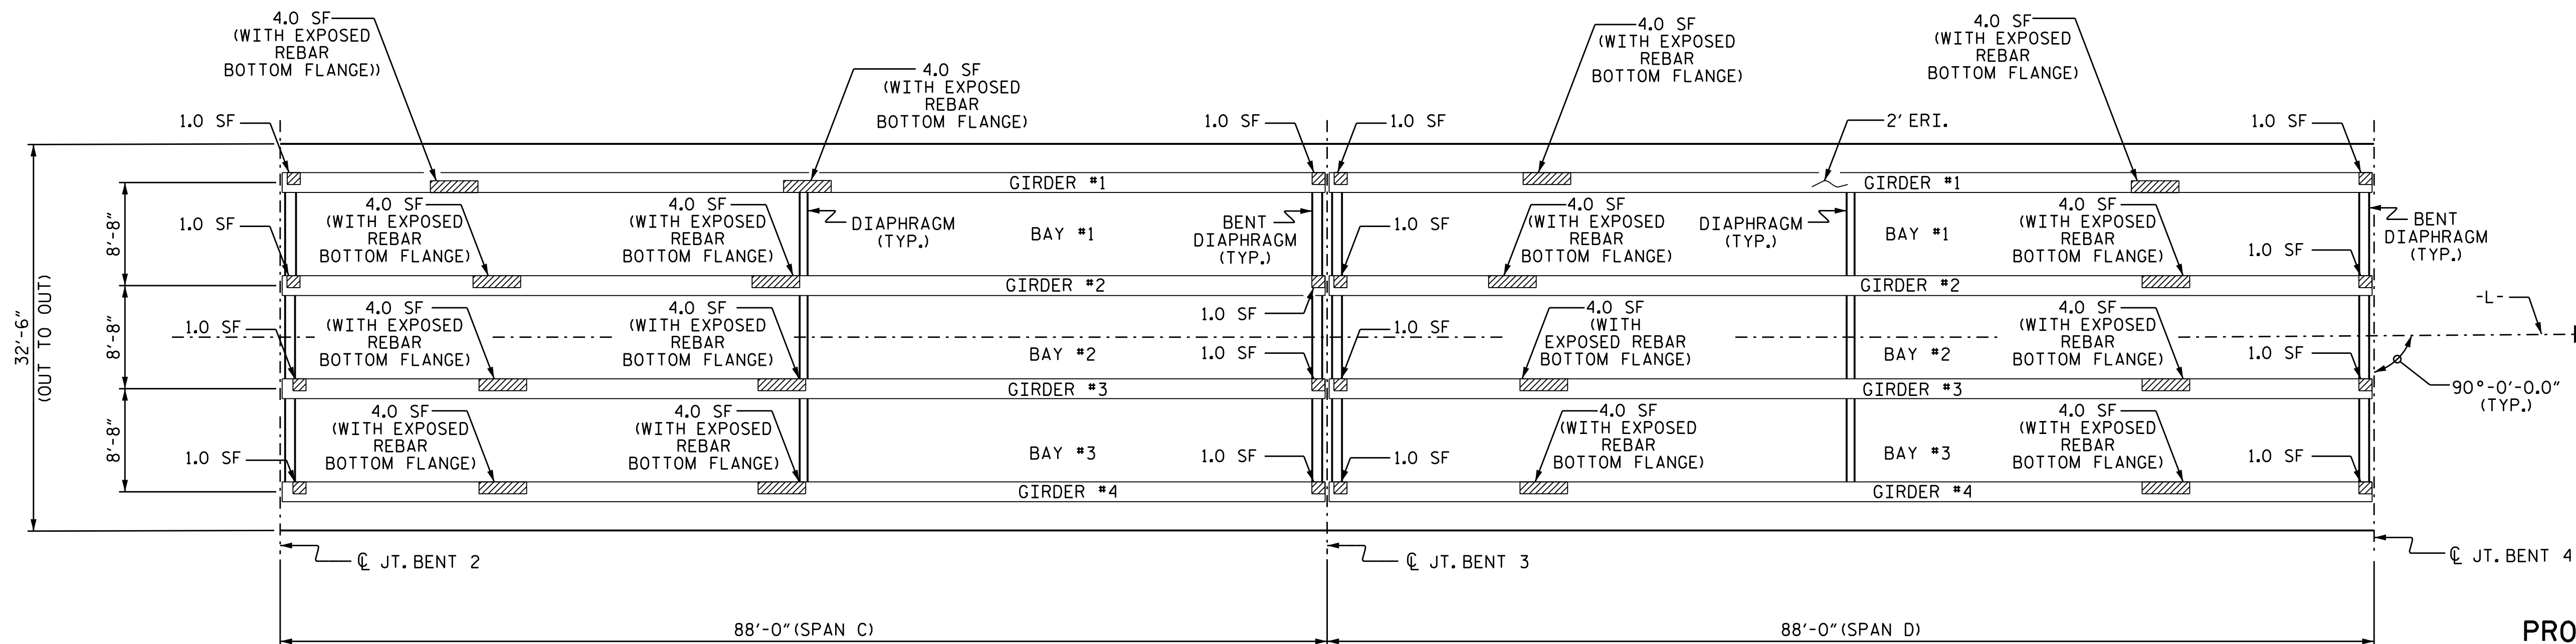 4.0 SF
(WITH EXPOSED
REBAR
BOTTOM FLANGE))
4.0 SF
(WITH EXPOSED
REBAR
BOTTOM FLANGE)
4.0 SF
(WITH EXPOSED
REBAR
BOTTOM FLANGE)
4.0 SF
(WITH EXPOSED
REBAR
BOTTOM FLANGE)
1.0 SF
1.0 SF
1.0 SF
2' ERI.
1.0 SF
GIRDER #1
GIRDER #1
32'-6"
(OUT TO OUT)
8'-8"
1.0 SF
4.0 SF
(WITH EXPOSED
REBAR
BOTTOM FLANGE)
4.0 SF
(WITH EXPOSED
REBAR
BOTTOM FLANGE)
DIAPHRAGM
(TYP.)
BAY #1
BENT
DIAPHRAGM
(TYP.)
1.0 SF
4.0 SF
(WITH EXPOSED
REBAR
BOTTOM FLANGE)
DIAPHRAGM
(TYP.)
BAY #1
4.0 SF
(WITH EXPOSED
REBAR
BOTTOM FLANGE)
1.0 SF
BENT
DIAPHRAGM
(TYP.)
GIRDER #2
GIRDER #2
8'-8"
1.0 SF
4.0 SF
(WITH EXPOSED
REBAR
BOTTOM FLANGE)
4.0 SF
(WITH EXPOSED
REBAR
BOTTOM FLANGE)
BAY #2
1.0 SF
1.0 SF
1.0 SF
4.0 SF
(WITH
EXPOSED REBAR
BOTTOM FLANGE)
BAY #2
4.0 SF
(WITH EXPOSED
REBAR
BOTTOM FLANGE)
1.0 SF
-L-
90°-0'-0.0"
(TYP.)
GIRDER #3
GIRDER #3
8'-8"
1.0 SF
4.0 SF
(WITH EXPOSED
REBAR
BOTTOM FLANGE)
4.0 SF
(WITH EXPOSED
REBAR
BOTTOM FLANGE)
BAY #3
1.0 SF
1.0 SF
4.0 SF
(WITH EXPOSED
REBAR
BOTTOM FLANGE)
BAY #3
4.0 SF
(WITH EXPOSED
REBAR
BOTTOM FLANGE)
1.0 SF
GIRDER #4
GIRDER #4
℄ JT. BENT 2
℄ JT. BENT 3
℄ JT. BENT 4
88'-0" (SPAN C)
88'-0" (SPAN D)
PRO